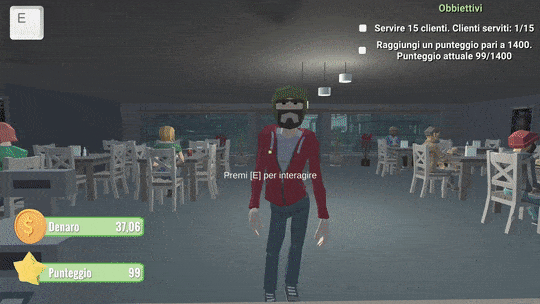 E
Obbiettivi
Servire 15 clienti. Clienti serviti: 1/15
Raggiungi un punteggio pari a 1400.
Punteggio attuale 99/1400
Premi [E] per interagire
Denaro 37,06
Punteggio 99